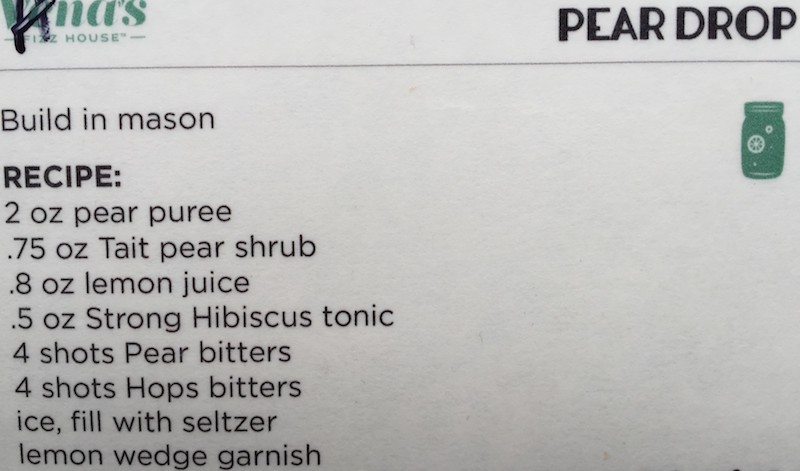 FIZZ HOUSE™
PEAR DROP
Build in mason
RECIPE:
2 oz pear puree
.75 oz Tait pear shrub
.8 oz lemon juice
.5 oz Strong Hibiscus tonic
4 shots Pear bitters
4 shots Hops bitters
ice, fill with seltzer
lemon wedge garnish